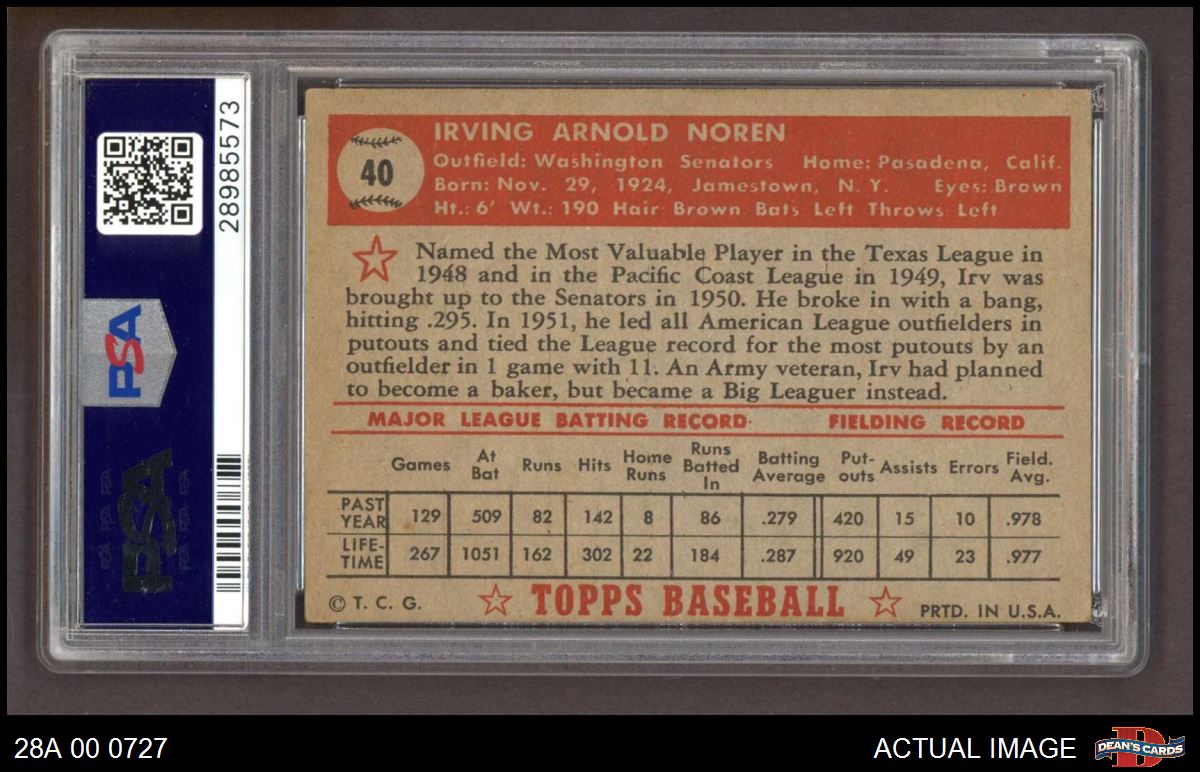 28985573
PSA
PSA
40
IRVING ARNOLD NOREN
Outfield: Washington Senators Home: Pasadena, Calif.
Born: Nov. 29, 1924, Jamestown, N. Y. Eyes: Brown
Ht.: 6' Wt.: 190 Hair Brown Bats Left Throws Left
Named the Most Valuable Player in the Texas League in
1948 and in the Pacific Coast League in 1949, Irv was
brought up to the Senators in 1950. He broke in with a bang,
hitting .295. In 1951, he led all American League outfielders in
putouts and tied the League record for the most putouts by an
outfielder in 1 game with 11. An Army veteran, Irv had planned
to become a baker, but became a Big Leaguer instead.
MAJOR LEAGUE BATTING RECORD· FIELDING RECORD
Games At Bat Runs Hits Home Runs Runs Batted In Batting Average Put-outs Assists Errors Field. Avg.
PAST YEAR 129 509 82 142 8 86 .279 420 15 10 .978
LIFE-TIME 267 1051 162 302 22 184 .287 920 49 23 .977
© T. C. G. TOPPS BASEBALL PRTD. IN U.S.A.
28A 00 0727 ACTUAL IMAGE DEAN'S CARDS